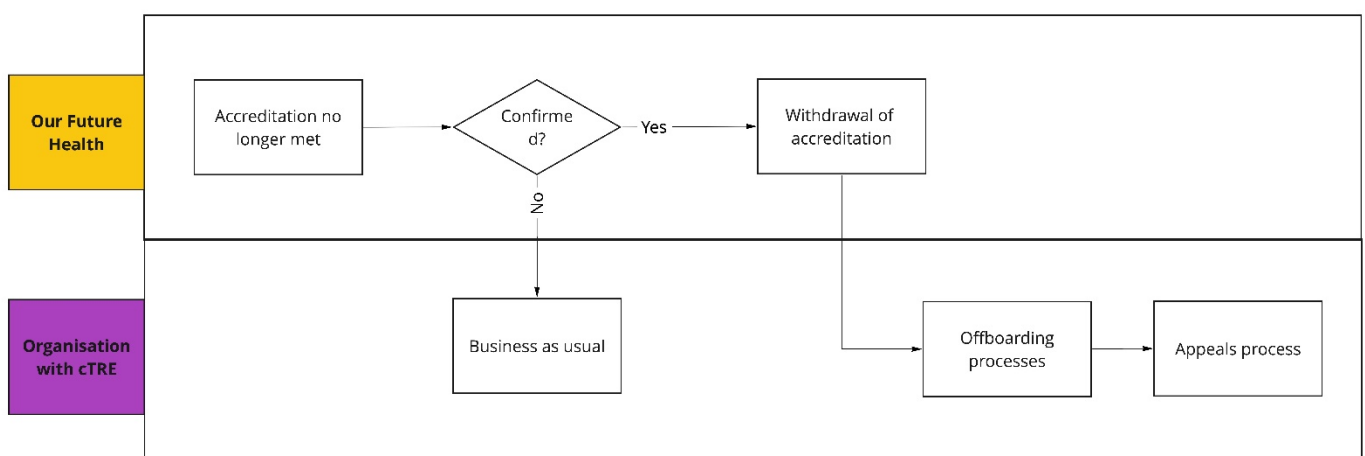 Our Future
Health
Accreditation no
longer met
Confirme
d?
Yes
Withdrawal of
accreditation
No
Organisation
with cTRE
Business as usual
Offboarding
processes
Appeals process